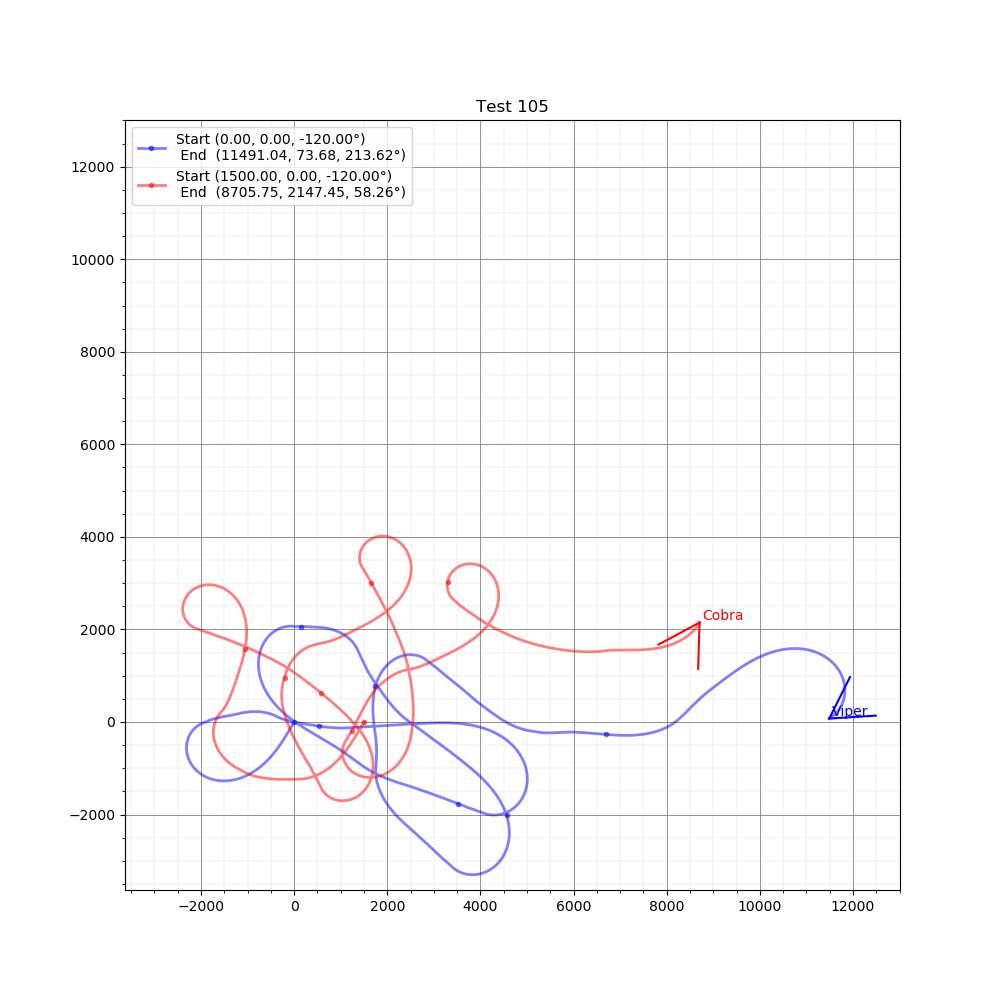 Test 105
Start (0.00, 0.00, -120.00°)
End (11491.04, 73.68, 213.62°)
Start (1500.00, 0.00, -120.00°)
End (8705.75, 2147.45, 58.26°)
12000
10000
8000
6000
4000
2000
0
−2000
Cobra
Viper
−2000 0 2000 4000 6000 8000 10000 12000